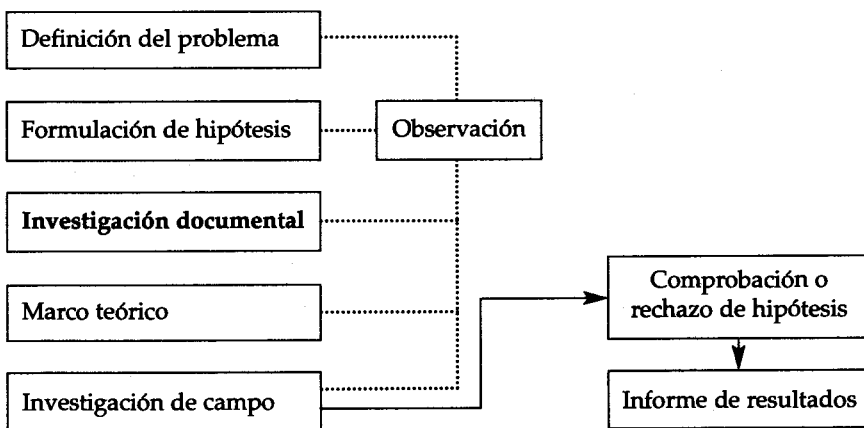 Definición del problema
Formulación de hipótesis
Observación
Investigación documental
Marco teórico
Investigación de campo
Comprobación o
rechazo de hipótesis
Informe de resultados